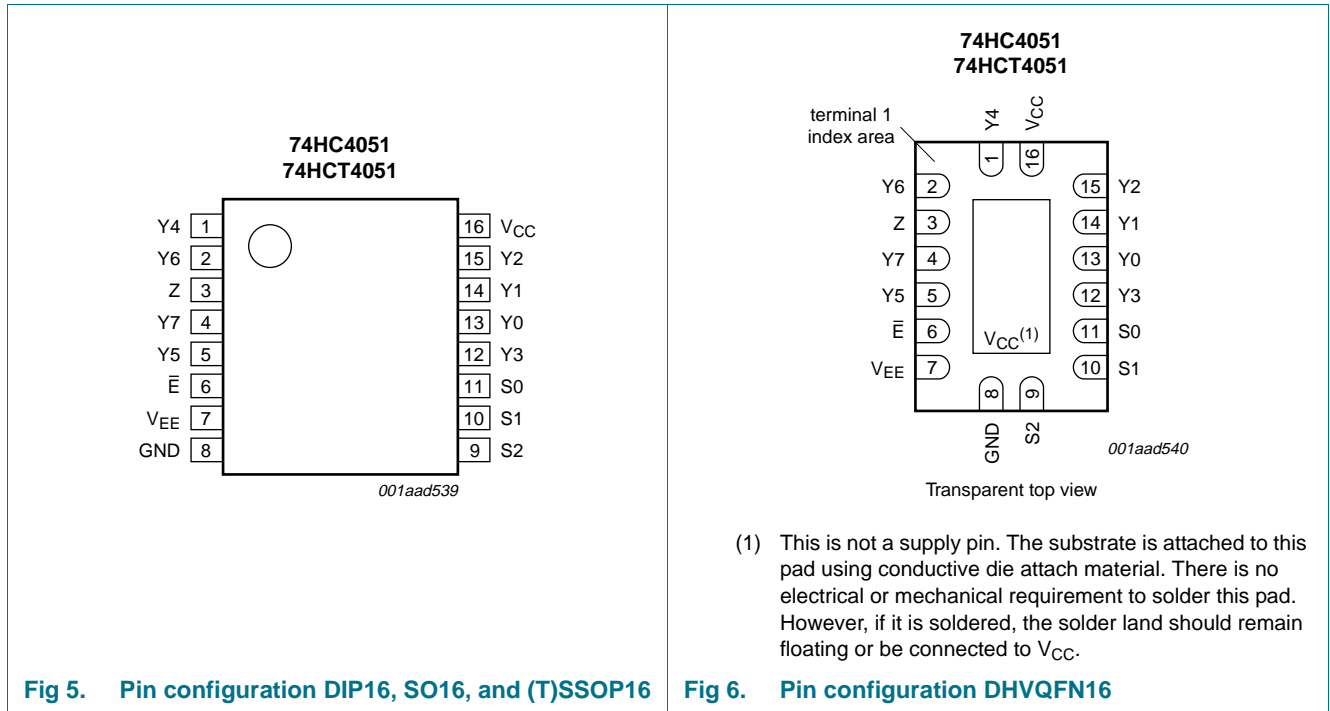 74HC4051
74HCT4051
Y4 1
Y6 2
Z 3
Y7 4
Y5 5
E̅ 6
VEE 7
GND 8
16 VCC
15 Y2
14 Y1
13 Y0
12 Y3
11 S0
10 S1
9 S2
001aad539
Fig 5. Pin configuration DIP16, SO16, and (T)SSOP16
74HC4051
74HCT4051
terminal 1
index area
Y4
VCC
1
16
Y6 2
Z 3
Y7 4
Y5 5
E̅ 6
VEE 7
15 Y2
14 Y1
13 Y0
12 Y3
11 S0
10 S1
VCC(1)
8
9
GND
S2
001aad540
Transparent top view
(1) This is not a supply pin. The substrate is attached to this
pad using conductive die attach material. There is no
electrical or mechanical requirement to solder this pad.
However, if it is soldered, the solder land should remain
floating or be connected to VCC.
Fig 6. Pin configuration DHVQFN16